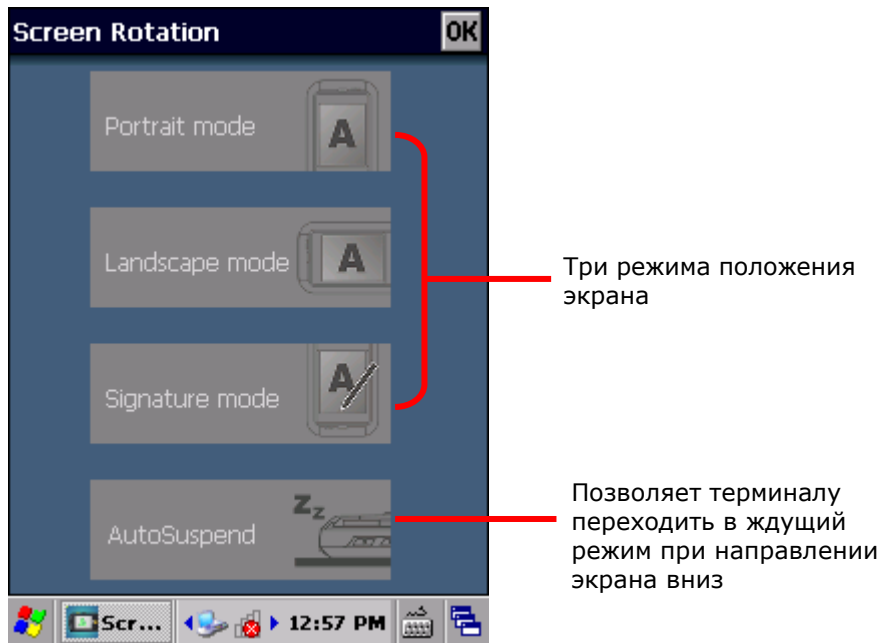 Screen Rotation OK
Portrait mode
A
Landscape mode
A
Три режима положения
экрана
Signature mode
A
AutoSuspend
Zz
Позволяет терминалу
переходить в ждущий
режим при направлении
экрана вниз
Scr... 12:57 PM